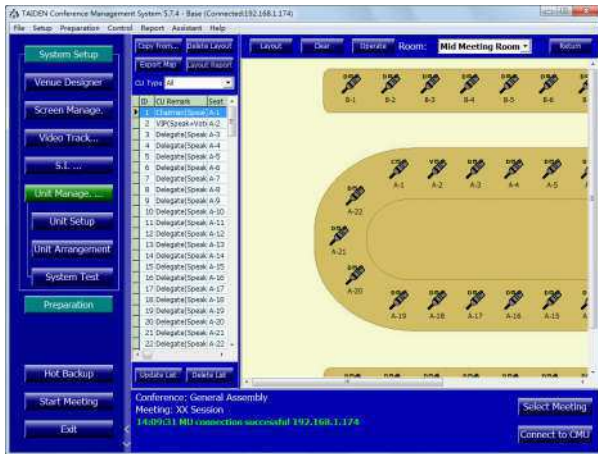 TAIDEN Conference Management System 5.7.4 - Base (Connected192.168.1.174)
File Setup Preparation Control Report Assistant Help
System Setup
Venue Designer
Screen Manage.
Video Track...
S.I. ...
Unit Manage. ...
Unit Setup
Unit Arrangement
System Test
Preparation
Hot Backup
Start Meeting
Exit
Copy From... Delete Layout
Export Map Layout Report
CU Type All
ID CU Remark Seat
1 Chairman(Speak A-1
2 VIP(Speak+Vot A-2
3 Delegate(Speak A-3
4 Delegate(Speak A-4
5 Delegate(Speak A-5
6 Delegate(Speak A-6
7 Delegate(Speak A-7
8 Delegate(Speak A-8
9 Delegate(Speak A-9
10 Delegate(Speak A-10
11 Delegate(Speak A-11
12 Delegate(Speak A-12
13 Delegate(Speak A-13
14 Delegate(Speak A-14
15 Delegate(Speak A-15
16 Delegate(Speak A-16
17 Delegate(Speak A-17
18 Delegate(Speak A-18
19 Delegate(Speak A-19
20 Delegate(Speak A-20
21 Delegate(Speak A-21
22 Delegate(Speak A-22
Update List Delete List
Layout Clear Operate Room: Mid Meeting Room Return
B-1 B-2 B-3 B-4 B-5 B-6
A-1 A-2 A-3 A-4 A-5
A-22
A-21
A-20
A-19 A-18 A-17 A-16 A-15
Conference: General Assembly
Meeting: XX Session
14:09:31 MU connection successful 192.168.1.174
Select Meeting
Connect to CMU